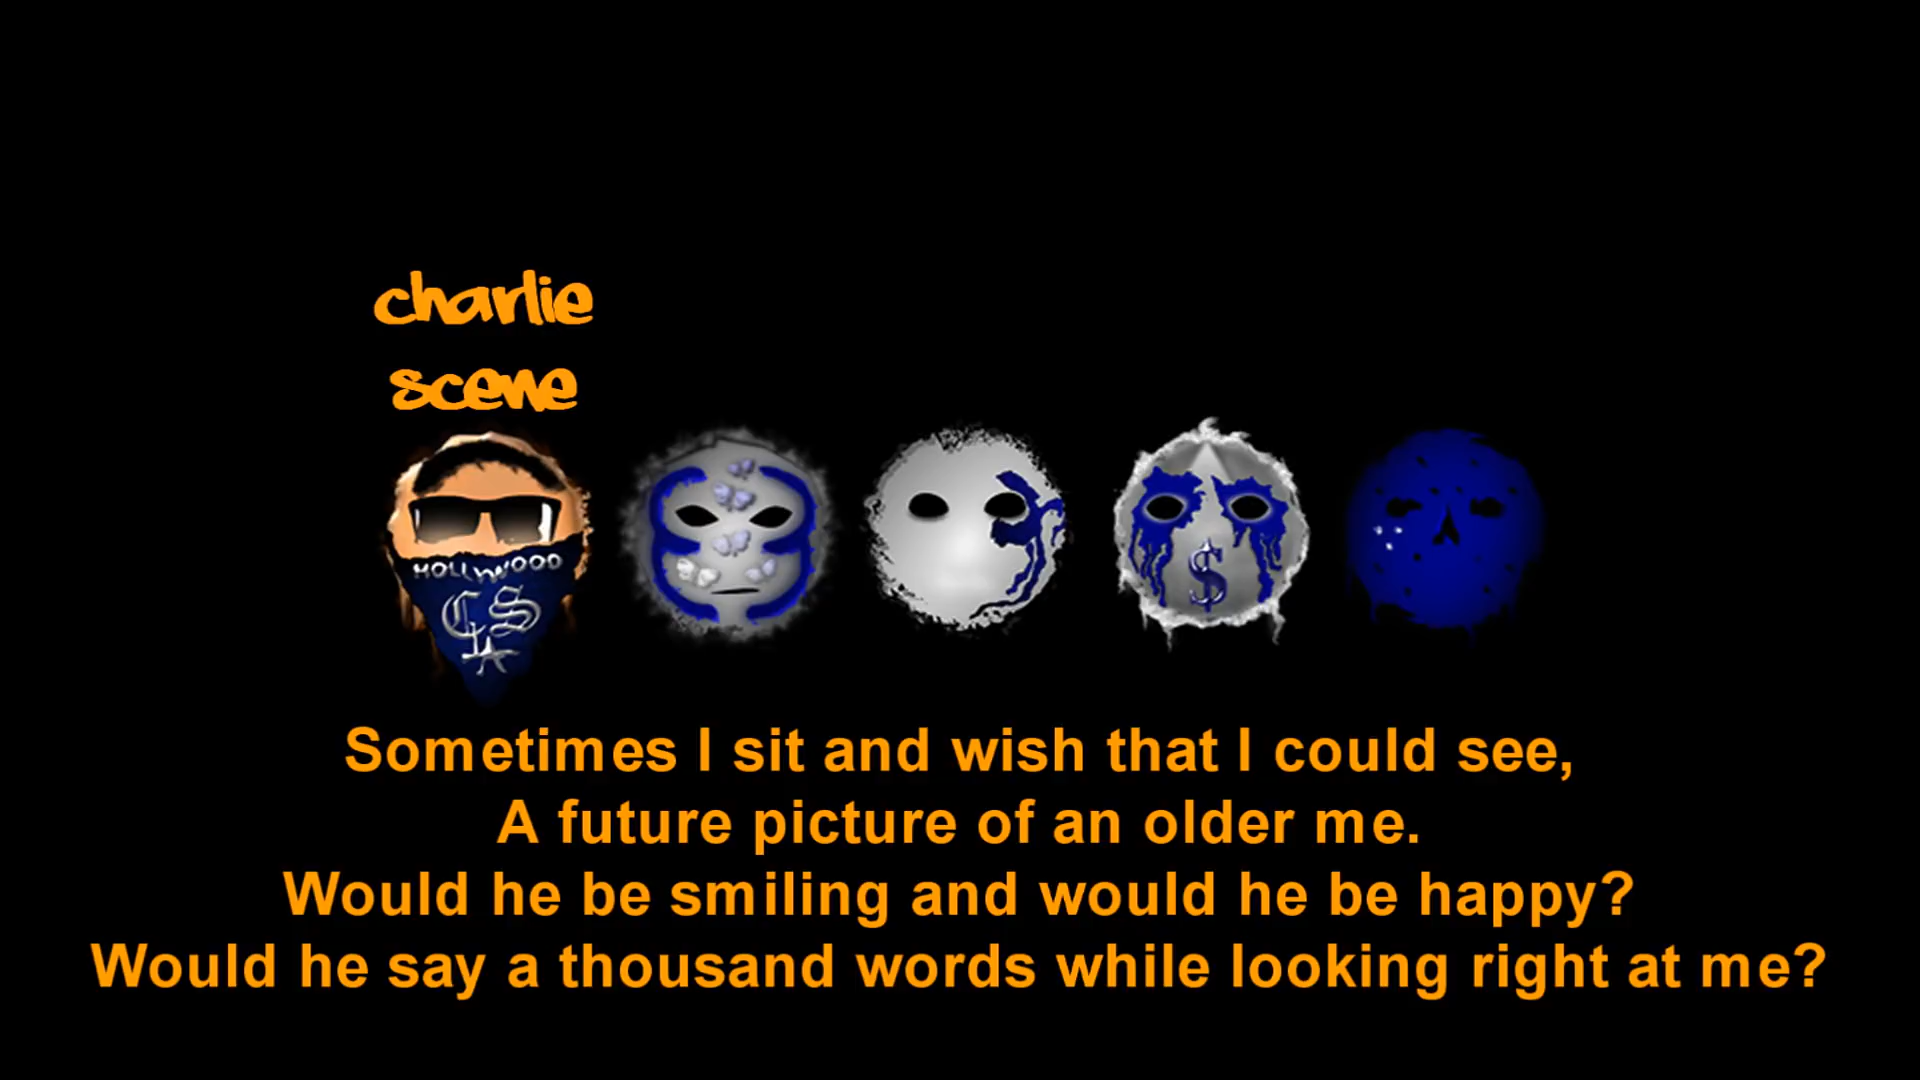 charlie
scene
HOLLYWOOD
CS
LA
$
Sometimes I sit and wish that I could see,
A future picture of an older me.
Would he be smiling and would he be happy?
Would he say a thousand words while looking right at me?